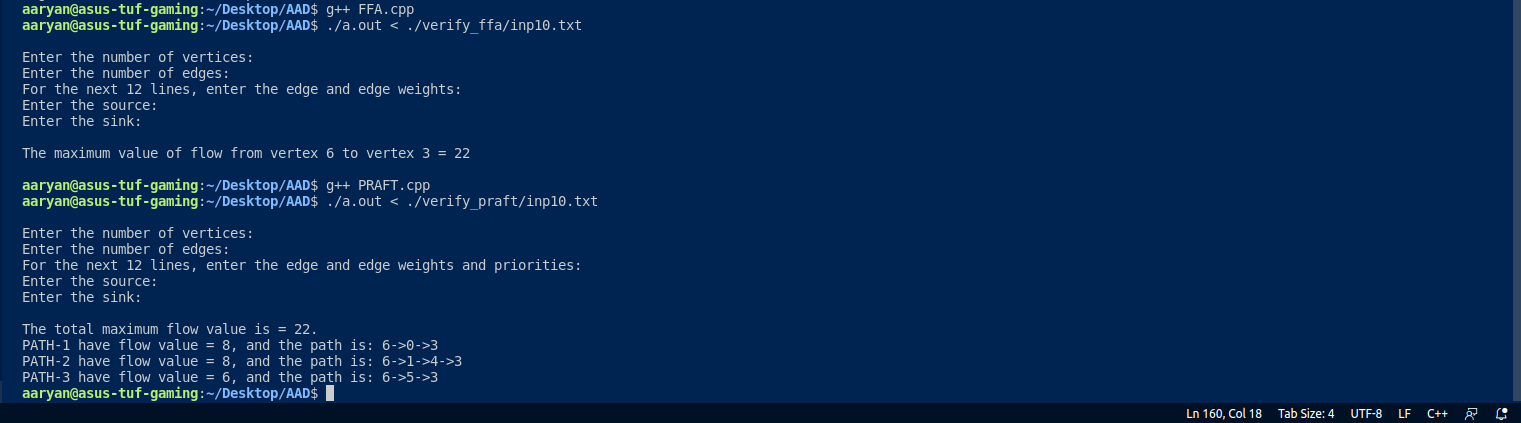 aaryan@asus-tuf-gaming:~/Desktop/AAD$ g++ FFA.cpp
aaryan@asus-tuf-gaming:~/Desktop/AAD$ ./a.out < ./verify_ffa/inp10.txt
Enter the number of vertices:
Enter the number of edges:
For the next 12 lines, enter the edge and edge weights:
Enter the source:
Enter the sink:
The maximum value of flow from vertex 6 to vertex 3 = 22
aaryan@asus-tuf-gaming:~/Desktop/AAD$ g++ PRAFT.cpp
aaryan@asus-tuf-gaming:~/Desktop/AAD$ ./a.out < ./verify_praft/inp10.txt
Enter the number of vertices:
Enter the number of edges:
For the next 12 lines, enter the edge and edge weights and priorities:
Enter the source:
Enter the sink:
The total maximum flow value is = 22.
PATH-1 have flow value = 8, and the path is: 6->0->3
PATH-2 have flow value = 8, and the path is: 6->1->4->3
PATH-3 have flow value = 6, and the path is: 6->5->3
aaryan@asus-tuf-gaming:~/Desktop/AAD$
Ln 160, Col 18 Tab Size: 4 UTF-8 LF C++